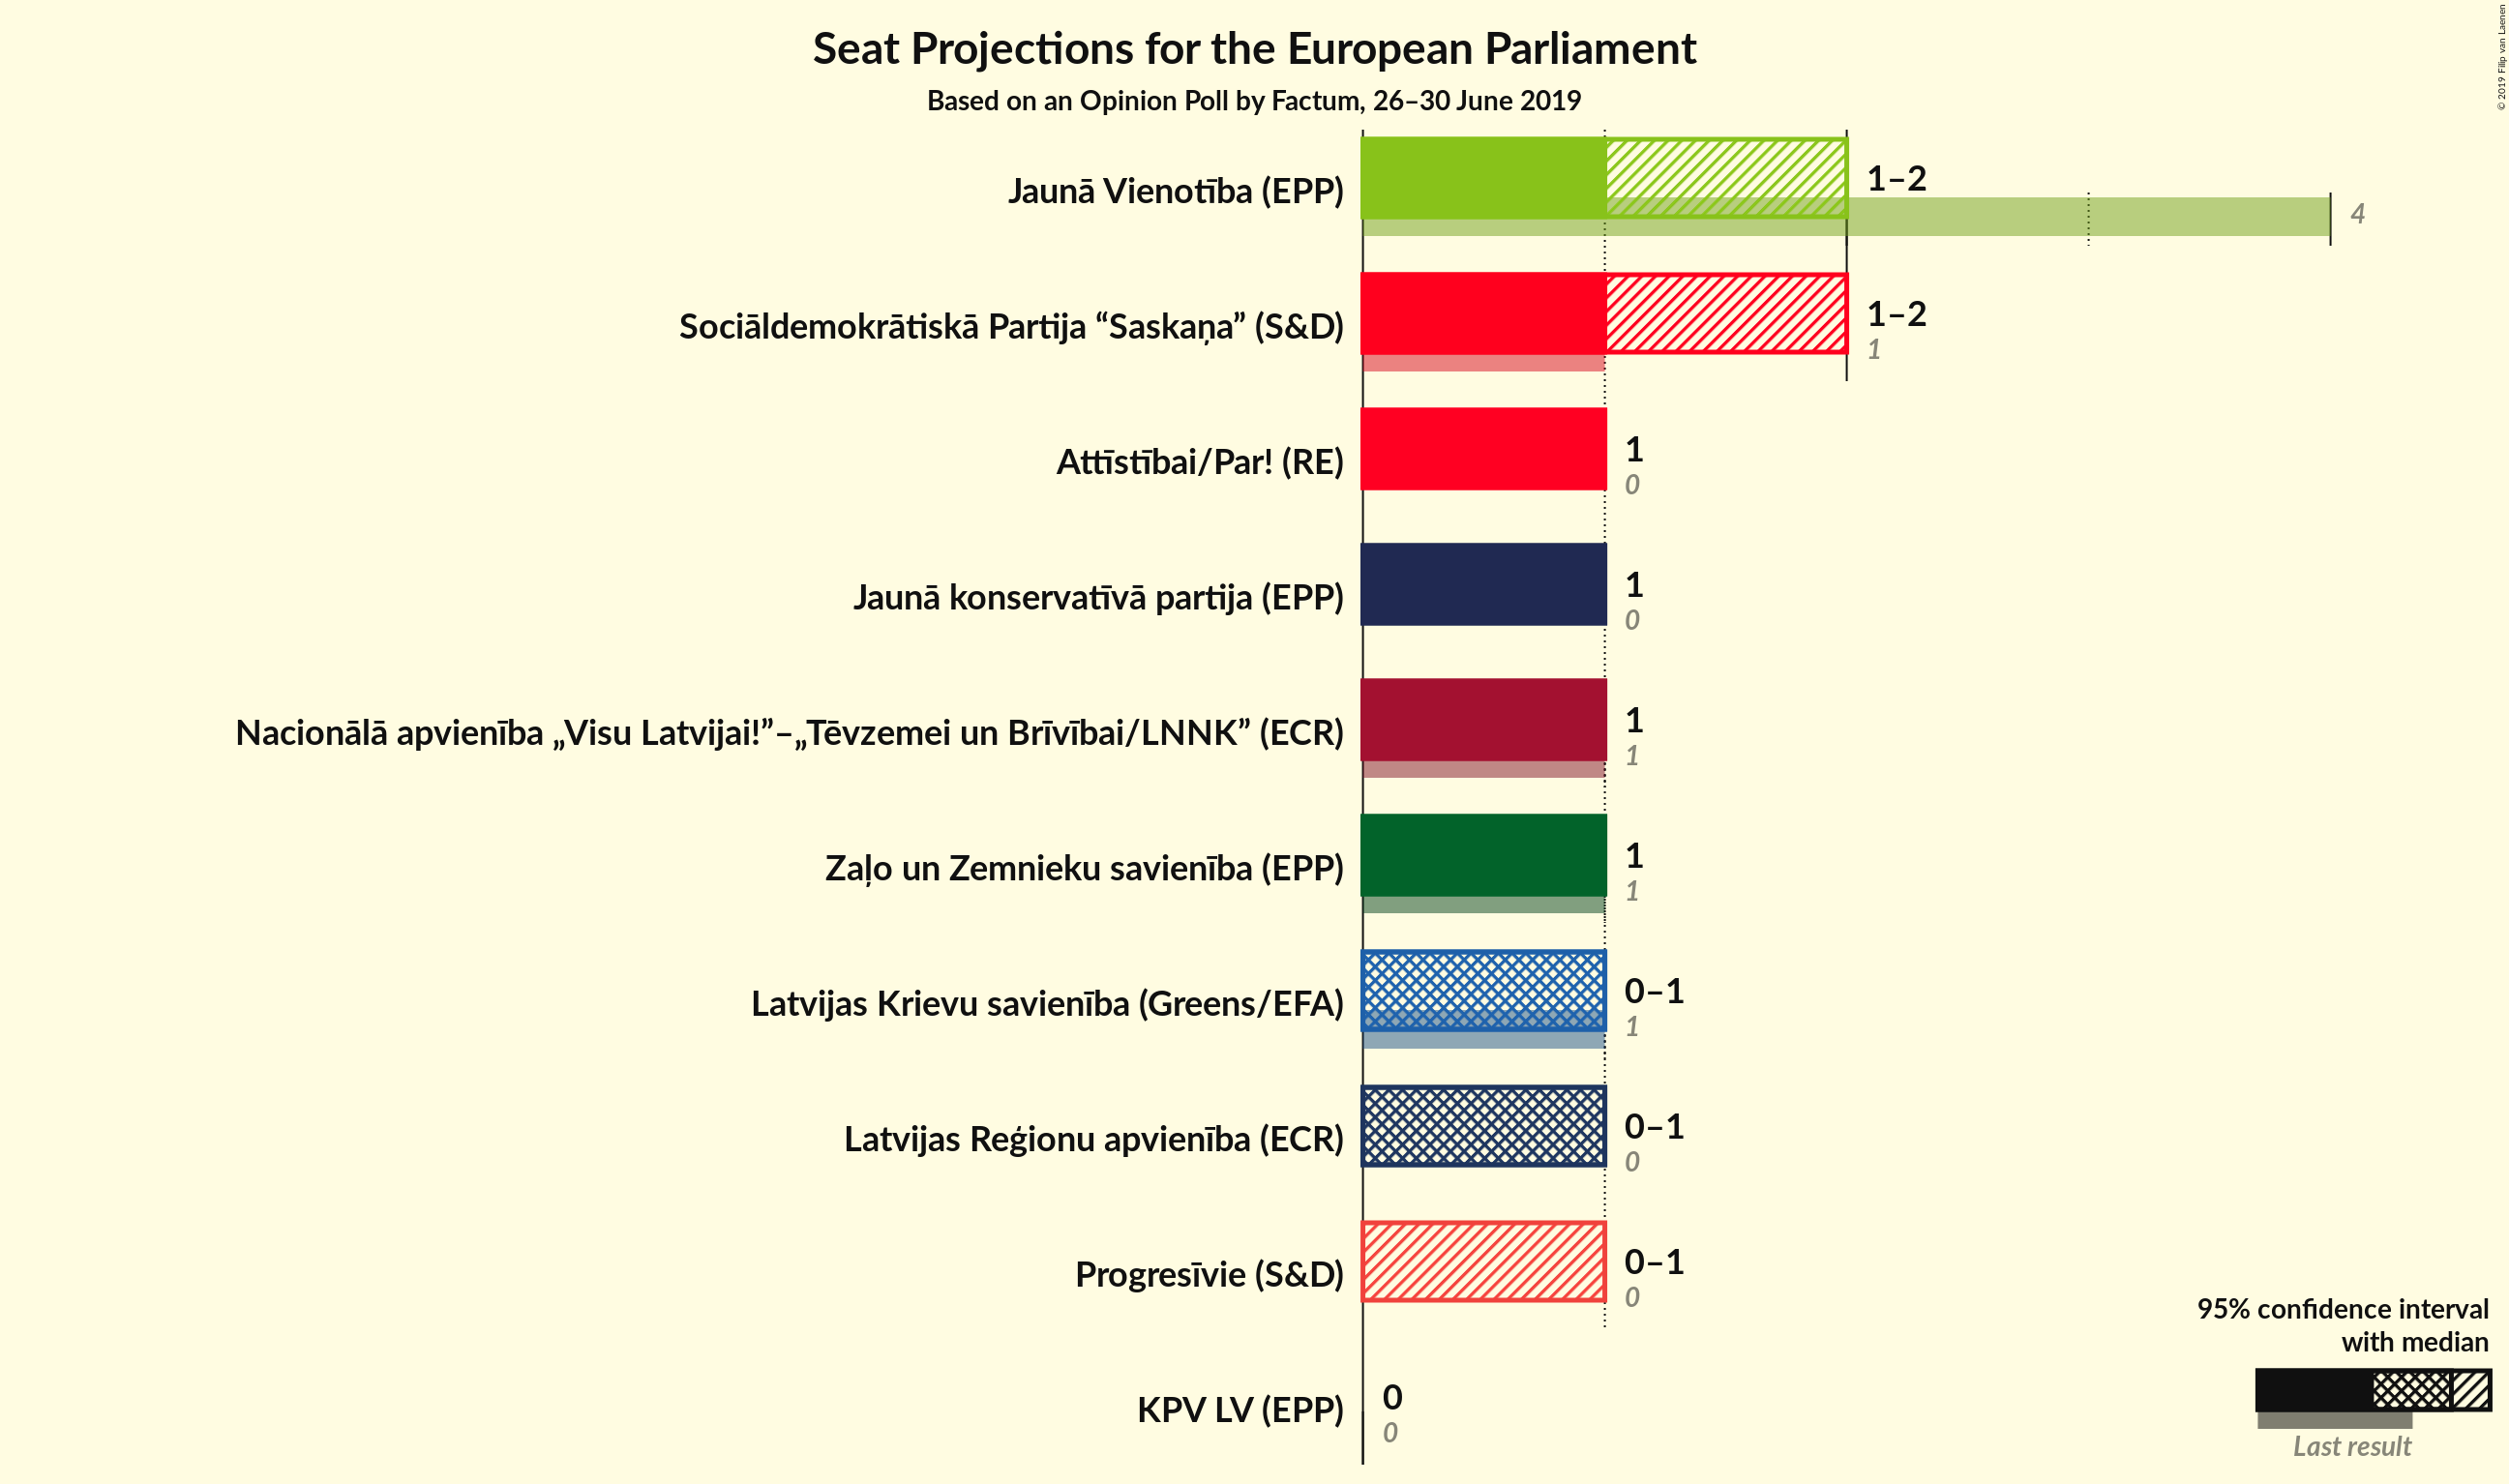 Seat Projections for the European Parliament
Based on an Opinion Poll by Factum, 26–30 June 2019
© 2019 Filip van Laenen
Jaunā Vienotība (EPP)
1–2
4
Sociāldemokrātiskā Partija “Saskaņa” (S&D)
1–2
1
Attīstībai/Par! (RE)
1
0
Jaunā konservatīvā partija (EPP)
1
0
Nacionālā apvienība „Visu Latvijai!”–„Tēvzemei un Brīvībai/LNNK” (ECR)
1
1
Zaļo un Zemnieku savienība (EPP)
1
1
Latvijas Krievu savienība (Greens/EFA)
0–1
1
Latvijas Reģionu apvienība (ECR)
0–1
0
Progresīvie (S&D)
0–1
0
KPV LV (EPP)
0
0
95% confidence interval
with median
Last result